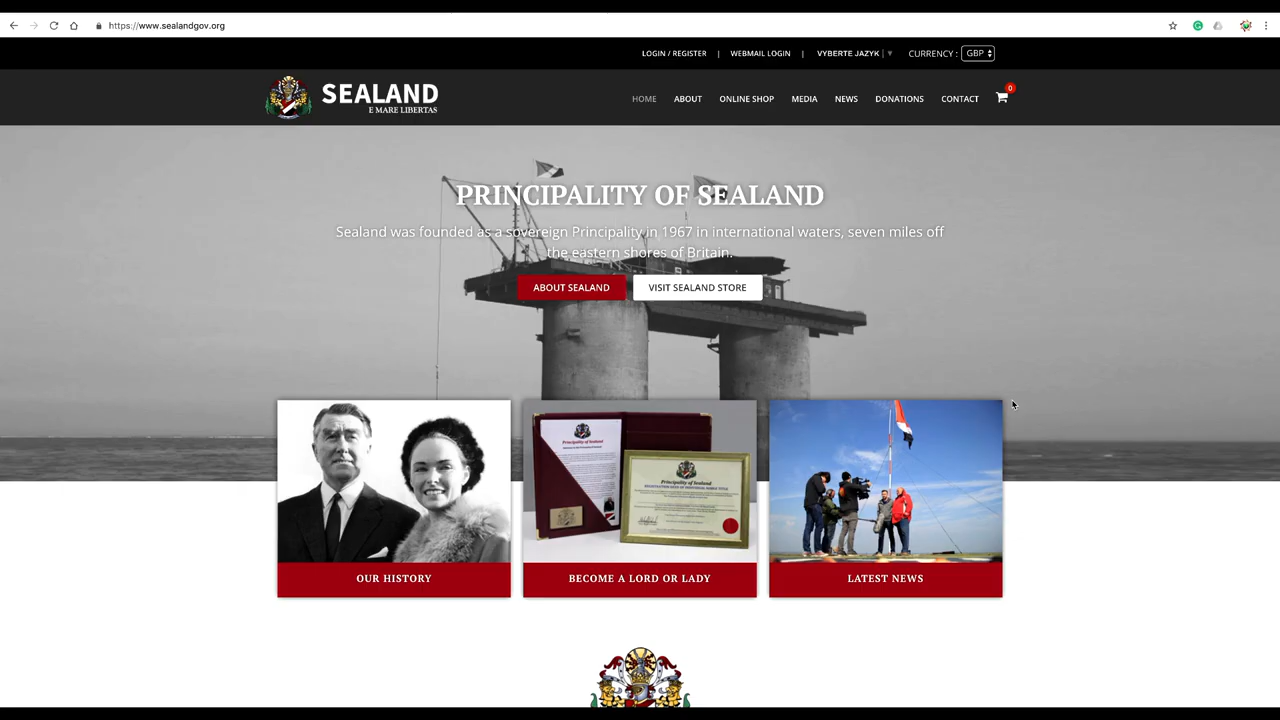 https://www.sealandgov.org
LOGIN / REGISTER | WEBMAIL LOGIN | VYBERTE JAZYK | ▼ CURRENCY : GBP
SEALAND
E MARE LIBERTAS
HOME ABOUT ONLINE SHOP MEDIA NEWS DONATIONS CONTACT 0
PRINCIPALITY OF SEALAND
Sealand was founded as a sovereign Principality in 1967 in international waters, seven miles off
the eastern shores of Britain.
ABOUT SEALAND VISIT SEALAND STORE
Principality of Sealand
Principality of Sealand
OUR HISTORY BECOME A LORD OR LADY LATEST NEWS